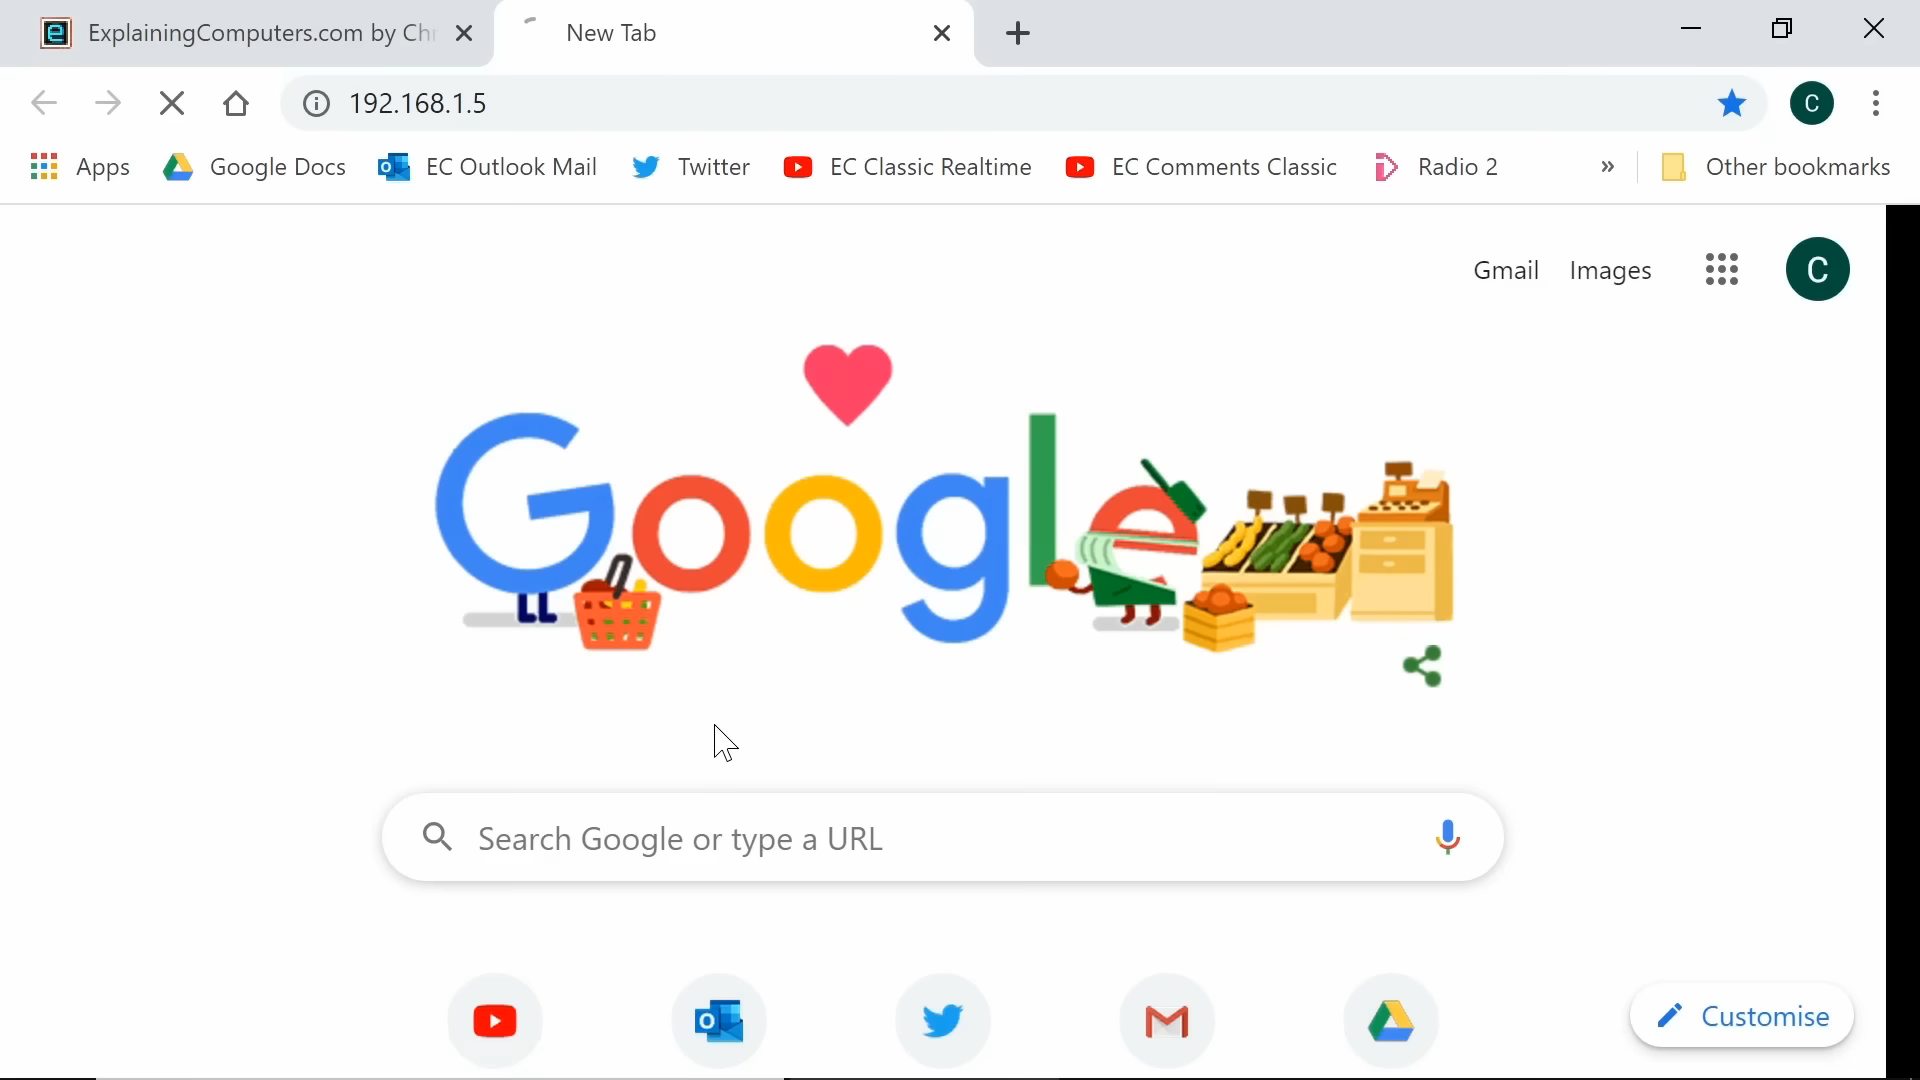 ExplainingComputers.com by Chr
New Tab
192.168.1.5
Apps
Google Docs
EC Outlook Mail
Twitter
EC Classic Realtime
EC Comments Classic
Radio 2
»
Other bookmarks
C
Gmail
Images
C
Google
Search Google or type a URL
Customise